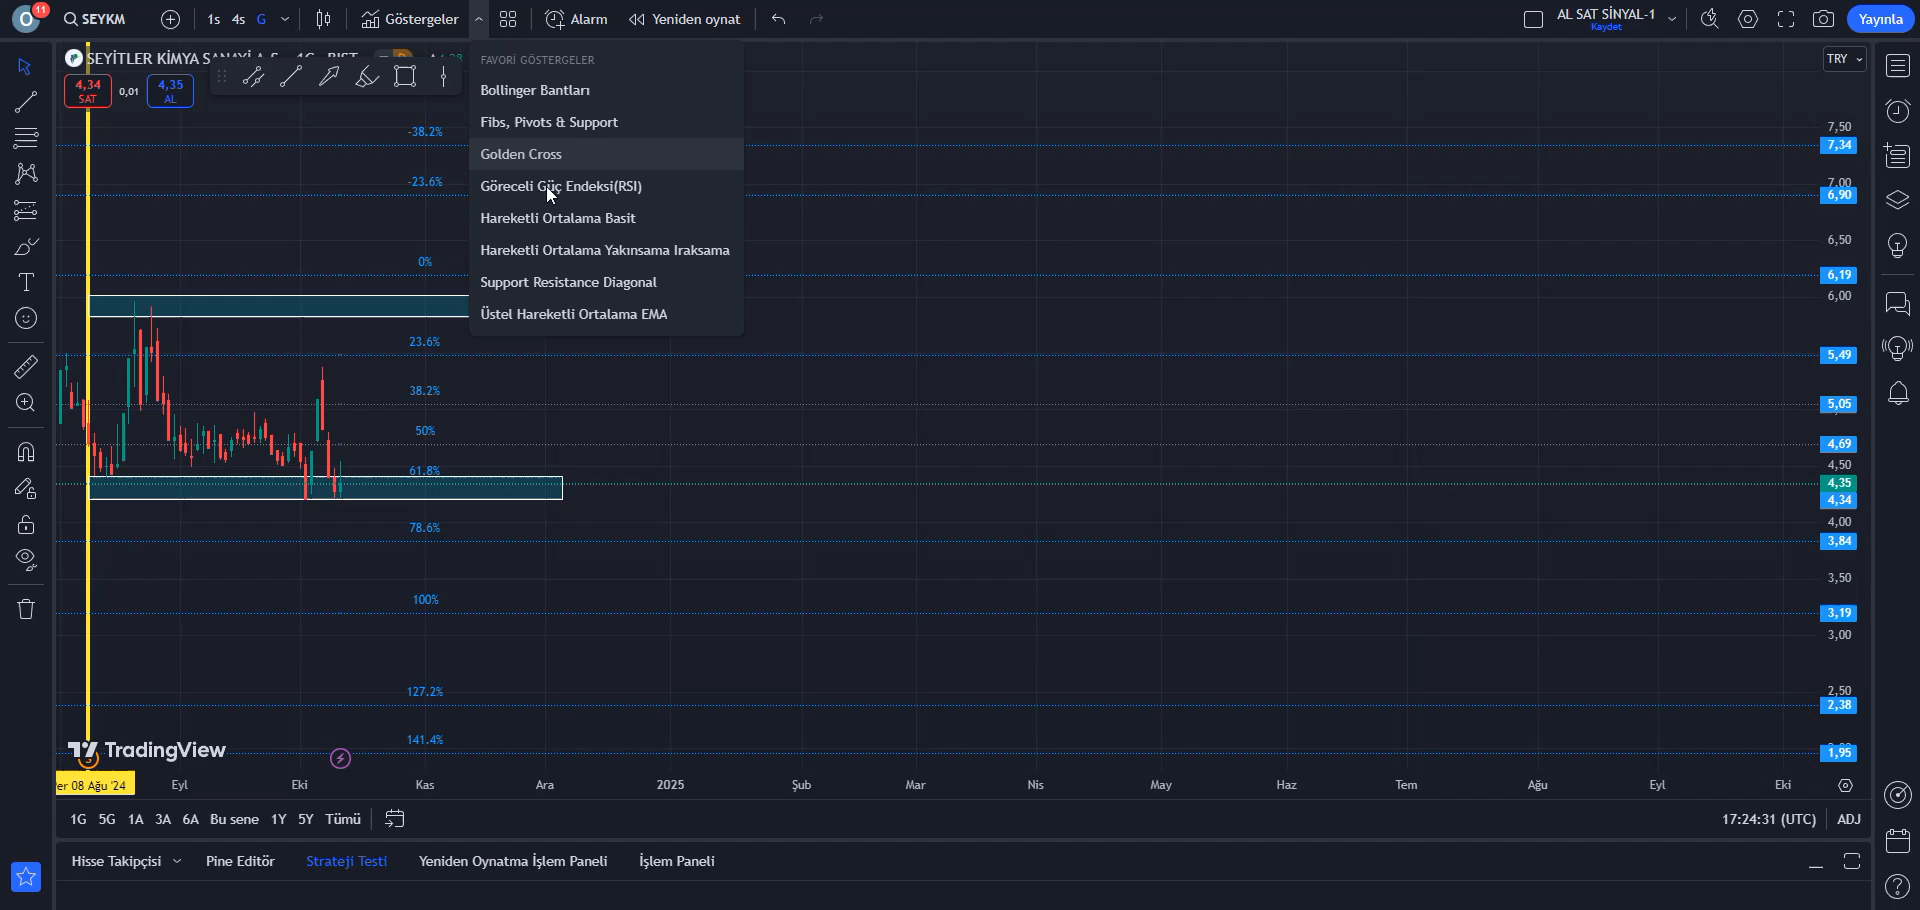 O 11 SEYKM 1s 4s G Göstergeler Alarm Yeniden oynat AL SAT SİNYAL-1 Kaydet Yayınla
SEYİTLER KİMYA SANAYİ A.S.
TRY
4,34 SAT 0,01 4,35 AL
FAVORİ GÖSTERGELER
Bollinger Bantları
Fibs, Pivots & Support
Golden Cross
Göreceli Güç Endeksi(RSI)
Hareketli Ortalama Basit
Hareketli Ortalama Yakınsama Iraksama
Support Resistance Diagonal
Üstel Hareketli Ortalama EMA
-38.2%
-23.6%
0%
23.6%
38.2%
50%
61.8%
78.6%
100%
127.2%
141.4%
7,50
7,34
7,00
6,90
6,50
6,19
6,00
5,49
5,05
4,69
4,50
4,35
4,34
4,00
3,84
3,50
3,19
3,00
2,50
2,38
1,95
TradingView
08 Ağu '24 Eyl Eki Kas Ara 2025 Şub Mar Nis May Haz Tem Ağu Eyl Eki
1G 5G 1A 3A 6A Bu sene 1Y 5Y Tümü 17:24:31 (UTC) ADJ
Hisse Takipçisi Pine Editör Strateji Testi Yeniden Oynatma İşlem Paneli İşlem Paneli